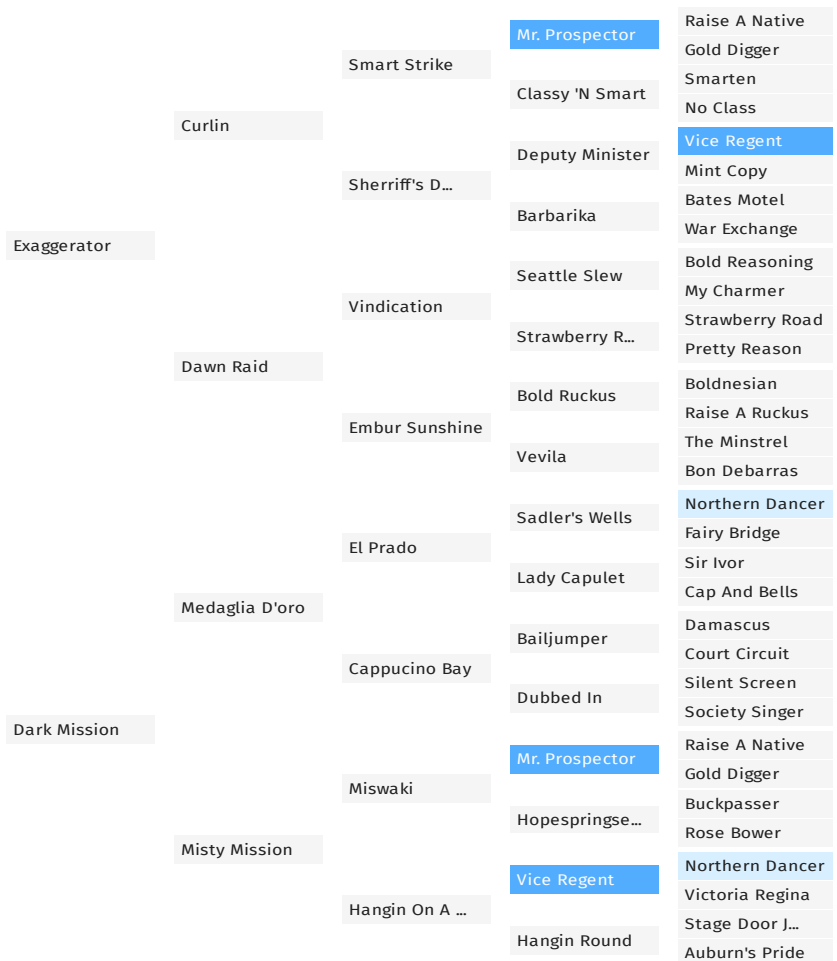 Exaggerator
Dark Mission
Curlin
Dawn Raid
Medaglia D'oro
Misty Mission
Smart Strike
Sherriff's D...
Vindication
Embur Sunshine
El Prado
Cappucino Bay
Miswaki
Hangin On A ...
Mr. Prospector
Classy 'N Smart
Deputy Minister
Barbarika
Seattle Slew
Strawberry R...
Bold Ruckus
Vevila
Sadler's Wells
Lady Capulet
Bailjumper
Dubbed In
Mr. Prospector
Hopespringse...
Vice Regent
Hangin Round
Raise A Native
Gold Digger
Smarten
No Class
Vice Regent
Mint Copy
Bates Motel
War Exchange
Bold Reasoning
My Charmer
Strawberry Road
Pretty Reason
Boldnesian
Raise A Ruckus
The Minstrel
Bon Debarras
Northern Dancer
Fairy Bridge
Sir Ivor
Cap And Bells
Damascus
Court Circuit
Silent Screen
Society Singer
Raise A Native
Gold Digger
Buckpasser
Rose Bower
Northern Dancer
Victoria Regina
Stage Door J...
Auburn's Pride